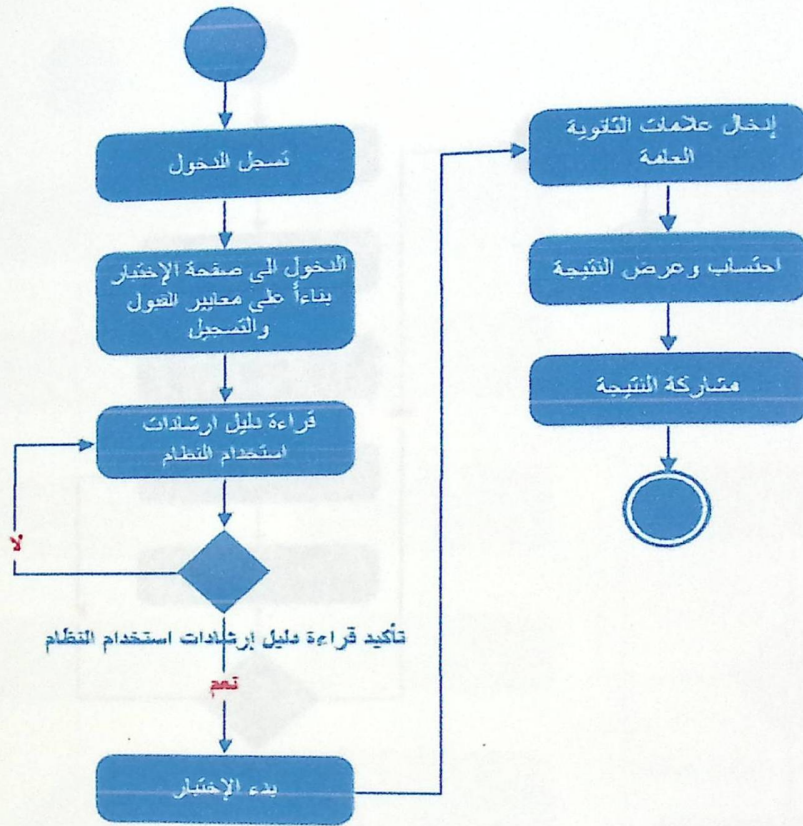 تسجل الدخول
الدخول الى صفحة الإختبار
بناءاً على معايير القبول
والتسجيل
قراءة دليل ارشادات
استخدام النظام
لا
تأكيد قراءة دليل إرشادات استخدام النظام
نعم
بدء الإختبار
إدخال علامات الثانوية
العامة
احتساب وعرض النتيجة
مشاركة النتيجة